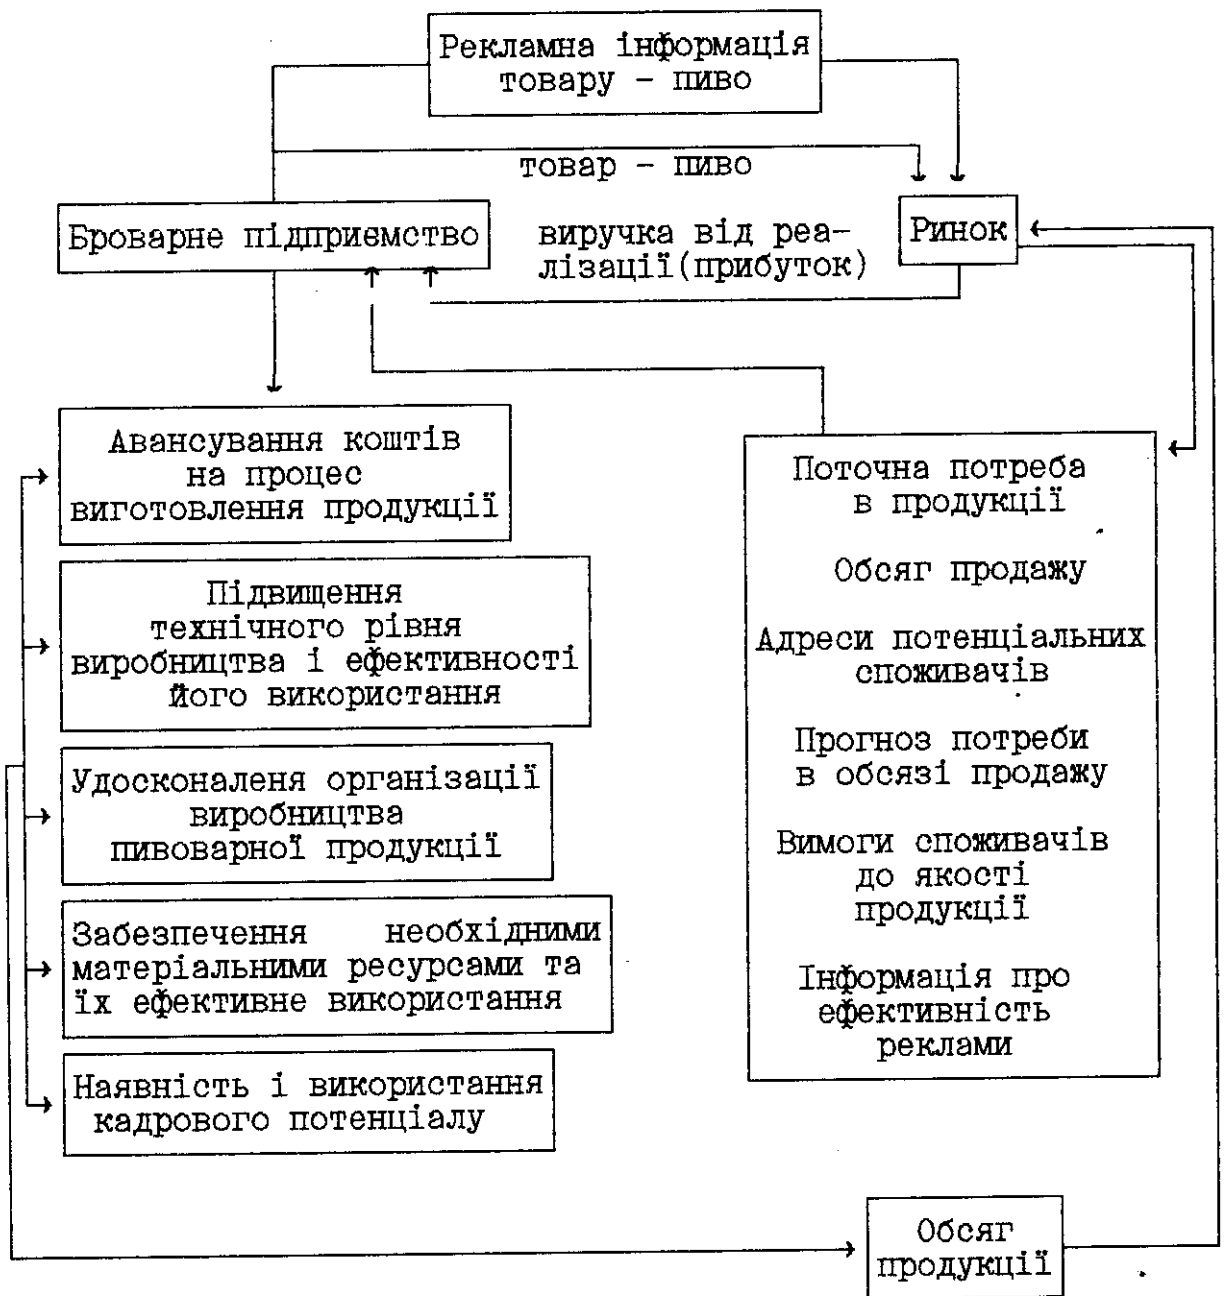 Рекламна інформація
товару - пиво
товар - пиво
Броварне підприємство
виручка від реа-
лізації(прибуток)
Ринок
Авансування коштів
на процес
виготовлення продукції
Підвищення
технічного рівня
виробництва і ефективності
його використання
Удосконаленя організації
виробництва
пивоварної продукції
Забезпечення необхідними
матеріальними ресурсами та
їх ефективне використання
Наявність і використання
кадрового потенціалу
Поточна потреба
в продукції
Обсяг продажу
Адреси потенціальних
споживачів
Прогноз потреби
в обсязі продажу
Вимоги споживачів
до якості
продукції
Інформація про
ефективність
реклами
Обсяг
продукції